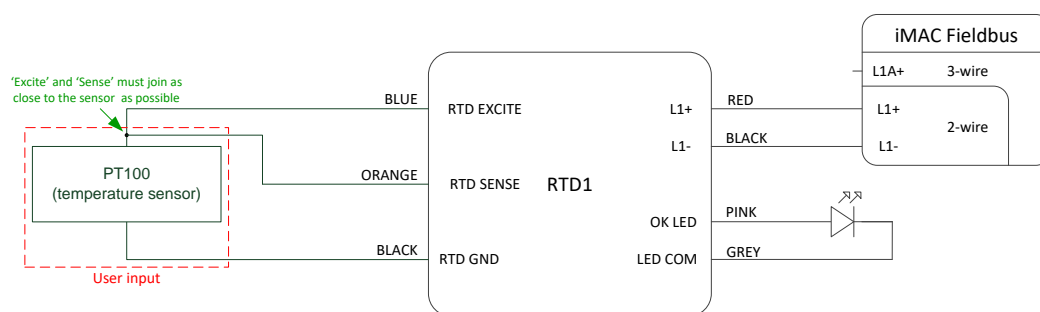 iMAC Fieldbus
'Excite' and 'Sense' must join as
close to the sensor as possible
L1A+
3-wire
BLUE
RTD EXCITE
L1+
RED
L1+
2-wire
L1-
BLACK
L1-
PT100
(temperature sensor)
ORANGE
RTD SENSE
RTD1
OK LED
PINK
BLACK
RTD GND
LED COM
GREY
User input